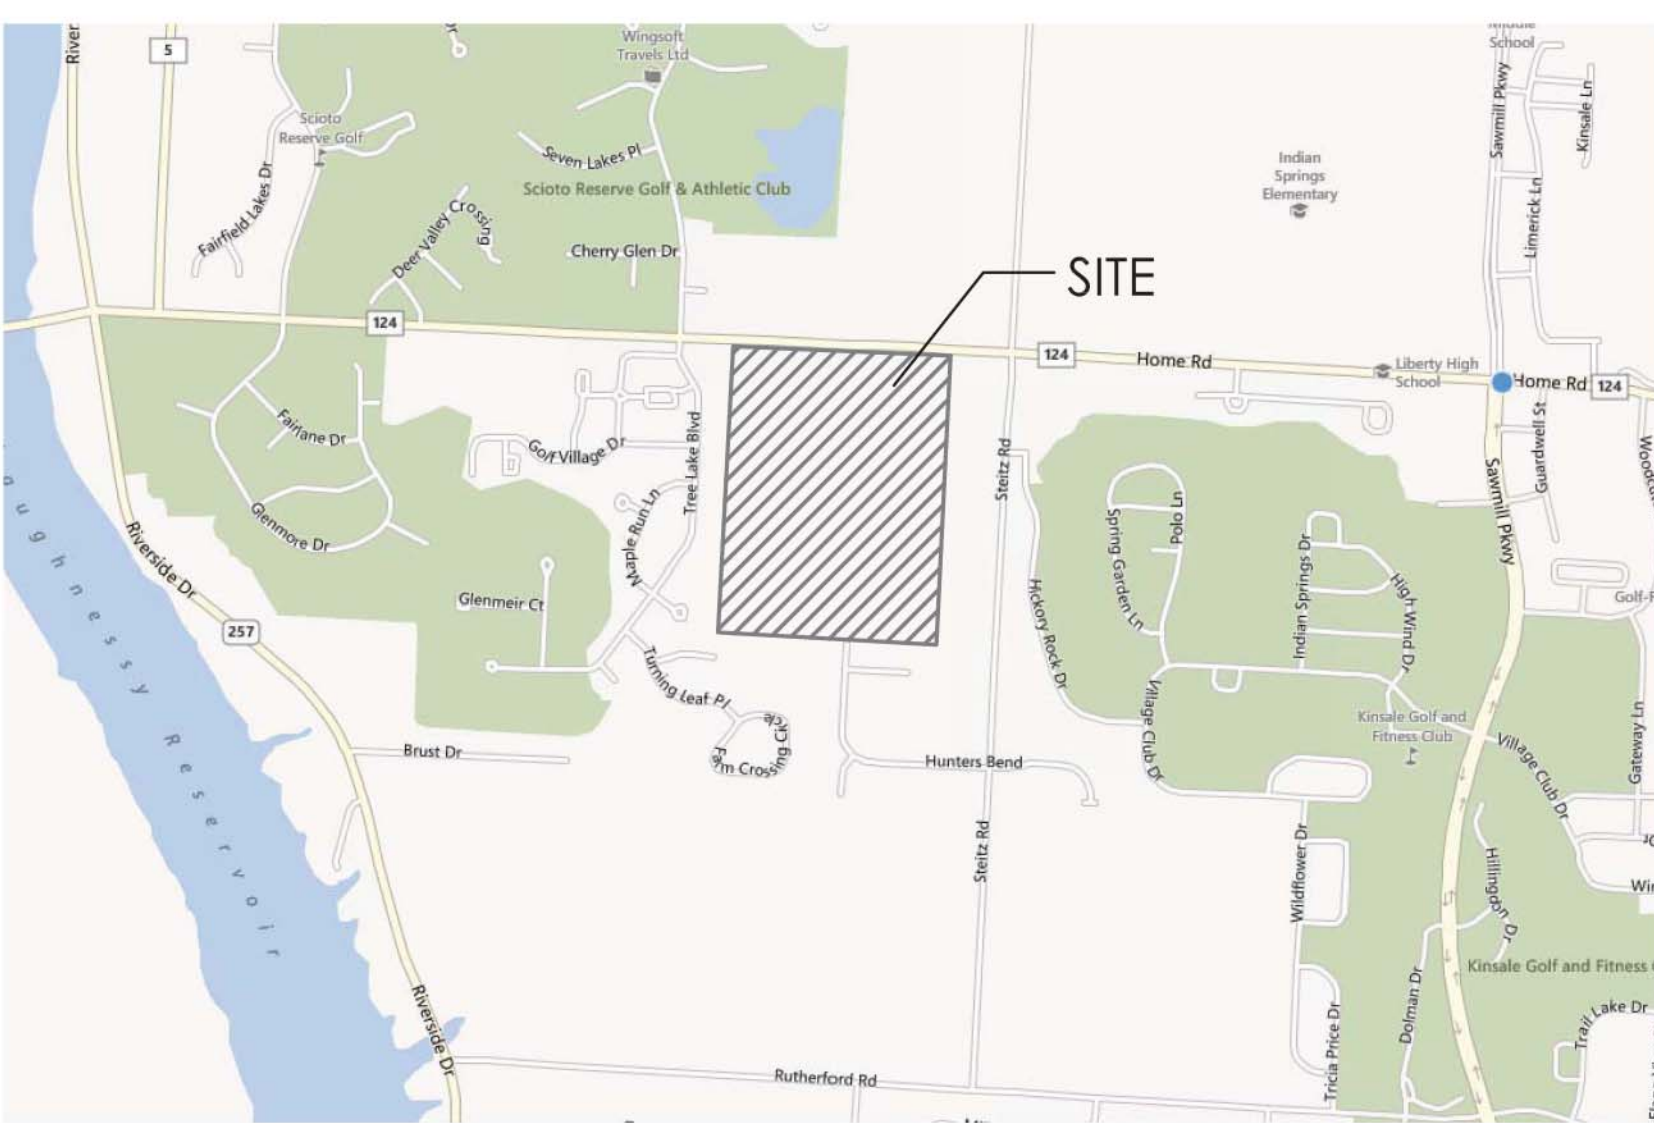 River
5
Wingsoft
Travels Ltd
School
Sawmill Pkwy
Kinsale Ln
Scioto
Reserve Golf
Seven Lakes Pl
Scioto Reserve Golf & Athletic Club
Indian
Springs
Elementary
Fairfield Lakes Dr
Deer Valley Crossing
Cherry Glen Dr
Limerick Ln
SITE
124
124
Home Rd
Liberty High
School
Home Rd
124
Fairlane Dr
Golf Village Dr
Tree Lake Blvd
Steitz Rd
Guardwell St
Sawmill Pkwy
Glenmore Dr
Maple Run Ln
Spring Garden Ln
Polo Ln
Indian Springs Dr
High Wind Dr
Riverside Dr
Glenmeir Ct
Hickory Rock Dr
257
Turning Leaf Pl
Village Club Dr
Kinsale Golf and
Fitness Club
Gateway Ln
Village Club Dr
Brust Dr
Farm Crossing Circle
Hunters Bend
Steitz Rd
Wildflower Dr
Hillingdon Dr
Reservoir
Kinsale Golf and Fitness
Riverside Dr
Dolman Dr
Tricia Price Dr
Trail Lake Dr
Rutherford Rd